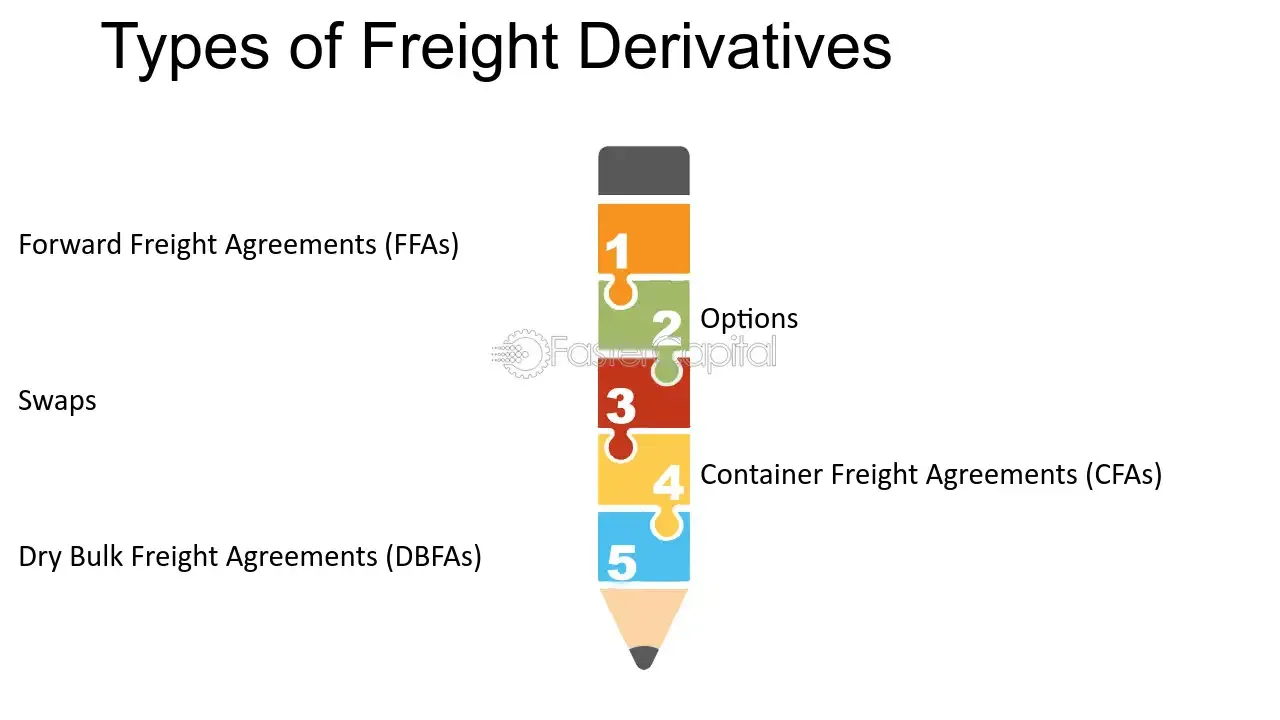 Types of Freight Derivatives
Forward Freight Agreements (FFAs)
1
2
Options
FasterCapital
Swaps
3
4
Container Freight Agreements (CFAs)
Dry Bulk Freight Agreements (DBFAs)
5